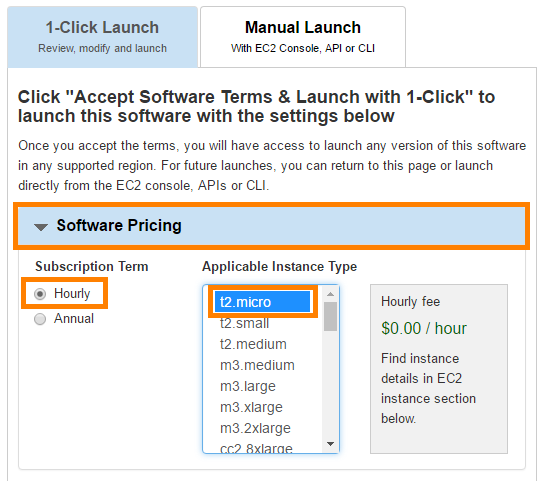 1-Click Launch
Review, modify and launch
Manual Launch
With EC2 Console, API or CLI
Click "Accept Software Terms & Launch with 1-Click" to
launch this software with the settings below
Once you accept the terms, you will have access to launch any version of this software
in any supported region. For future launches, you can return to this page or launch
directly from the EC2 console, APIs or CLI.
Software Pricing
Subscription Term
Hourly
Annual
Applicable Instance Type
t2.micro
t2.small
t2.medium
m3.medium
m3.large
m3.xlarge
m3.2xlarge
cc2.8xlarge
Hourly fee
$0.00 / hour
Find instance
details in EC2
instance section
below.